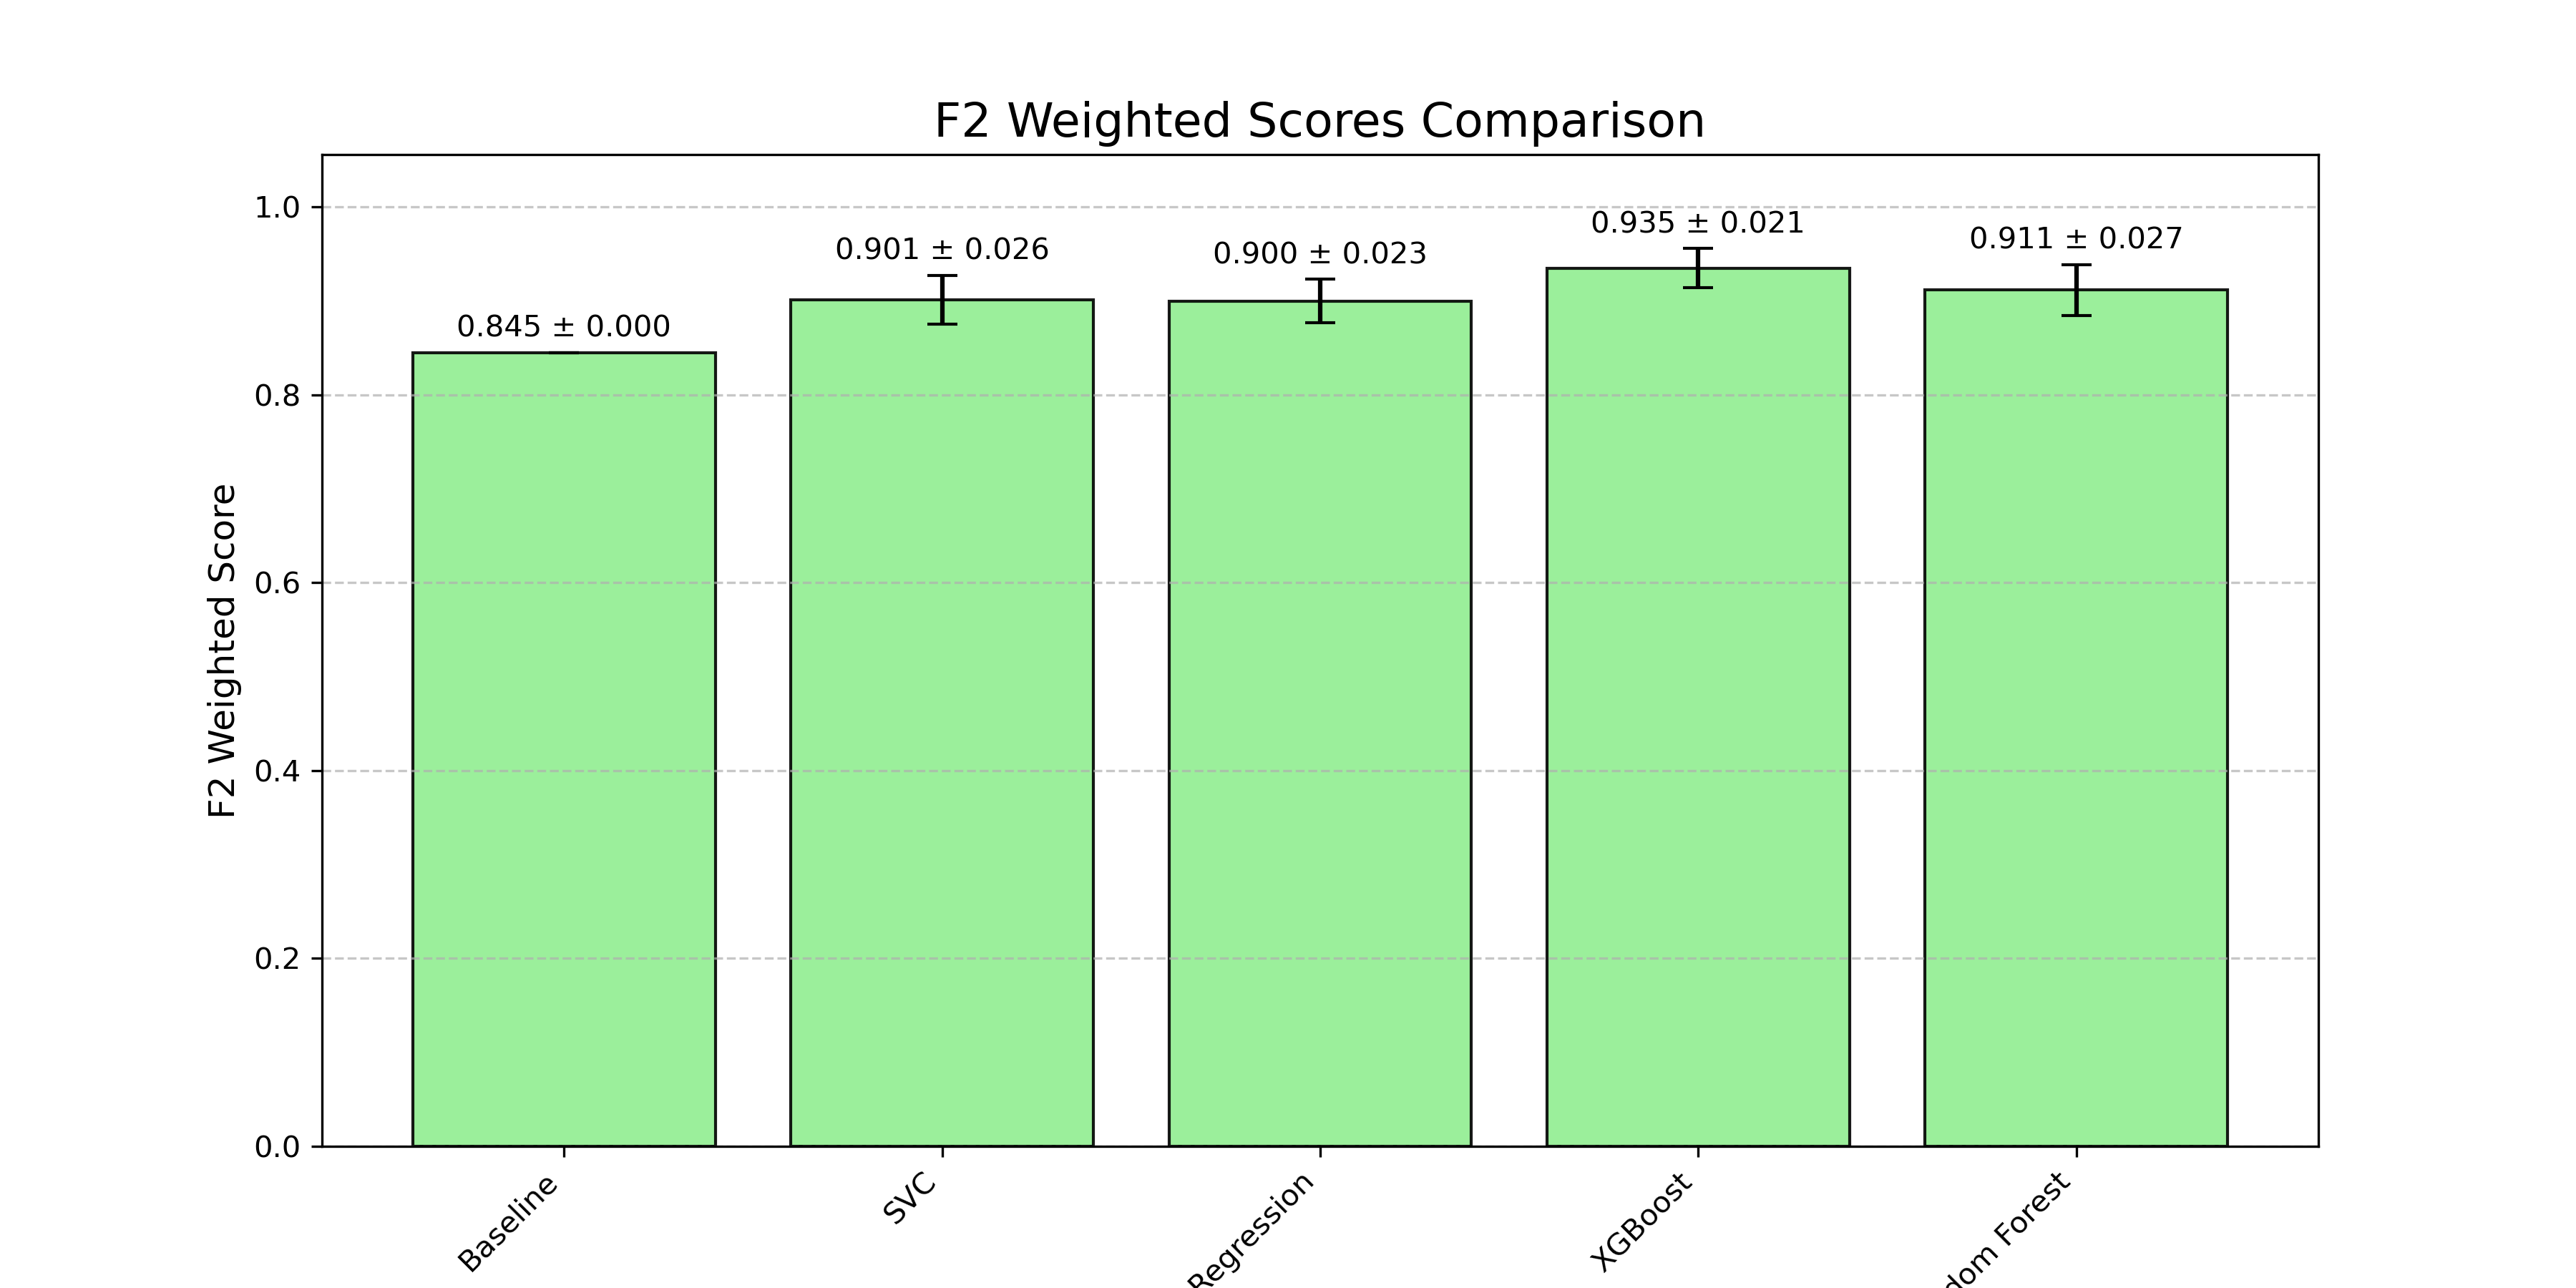 F2 Weighted Scores Comparison
F2 Weighted Score
1.0
0.8
0.6
0.4
0.2
0.0
0.845 ± 0.000
0.901 ± 0.026
0.900 ± 0.023
0.935 ± 0.021
0.911 ± 0.027
Baseline
SVC
Regression
XGBoost
dom Forest